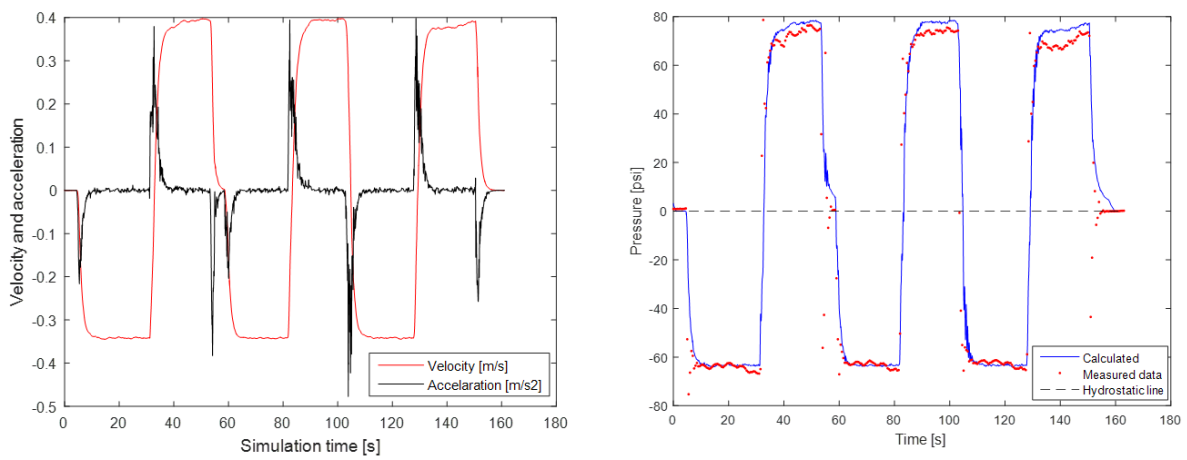 0.4
0.3
0.2
0.1
0
-0.1
-0.2
-0.3
-0.4
-0.5
Velocity and acceleration
0 20 40 60 80 100 120 140 160 180
Simulation time [s]
Velocity [m/s]
Accelaration [m/s2]
80
60
40
20
0
-20
-40
-60
-80
Pressure [psi]
0 20 40 60 80 100 120 140 160 180
Time [s]
Calculated
Measured data
Hydrostatic line